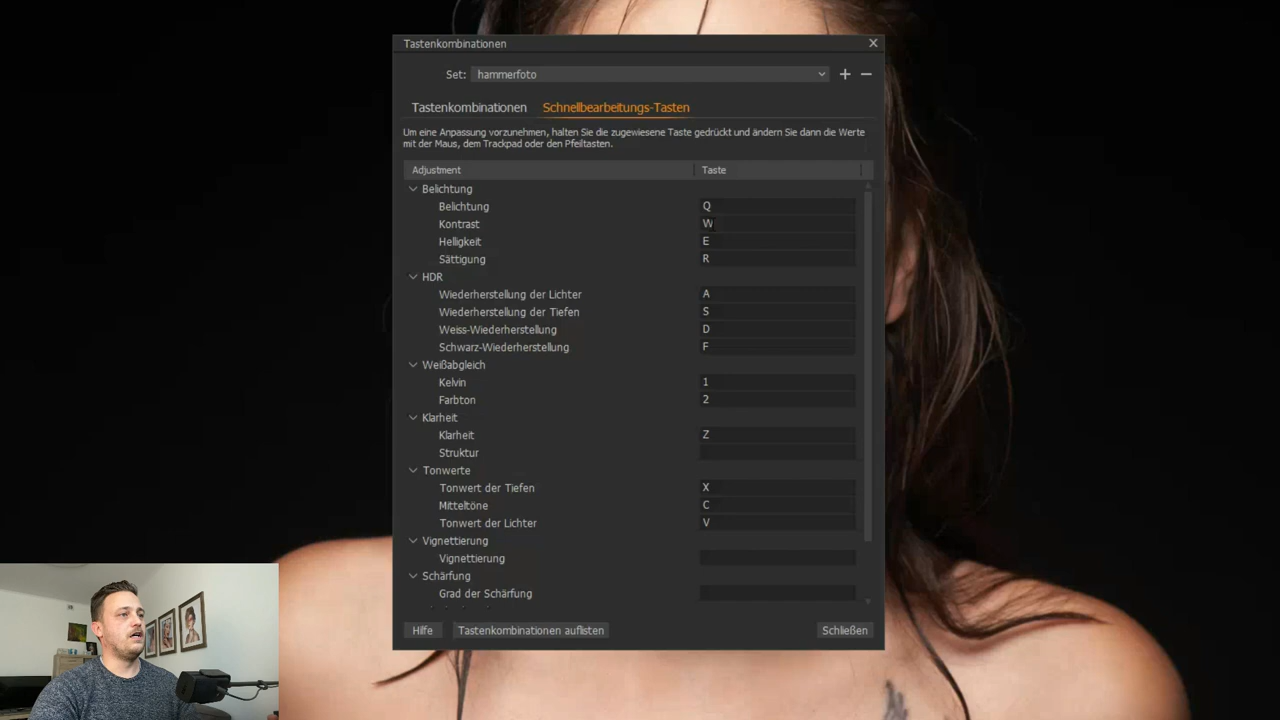 Tastenkombinationen
Set: hammerfoto
Tastenkombinationen Schnellbearbeitungs-Tasten
Um eine Anpassung vorzunehmen, halten Sie die zugewiesene Taste gedrückt und ändern Sie dann die Werte
mit der Maus, dem Trackpad oder den Pfeiltasten.
Adjustment Taste
Belichtung
Belichtung Q
Kontrast W
Helligkeit E
Sättigung R
HDR
Wiederherstellung der Lichter A
Wiederherstellung der Tiefen S
Weiss-Wiederherstellung D
Schwarz-Wiederherstellung F
Weißabgleich
Kelvin 1
Farbton 2
Klarheit
Klarheit Z
Struktur
Tonwerte
Tonwert der Tiefen X
Mitteltöne C
Tonwert der Lichter V
Vignettierung
Vignettierung
Schärfung
Grad der Schärfung
Hilfe Tastenkombinationen auflisten Schließen